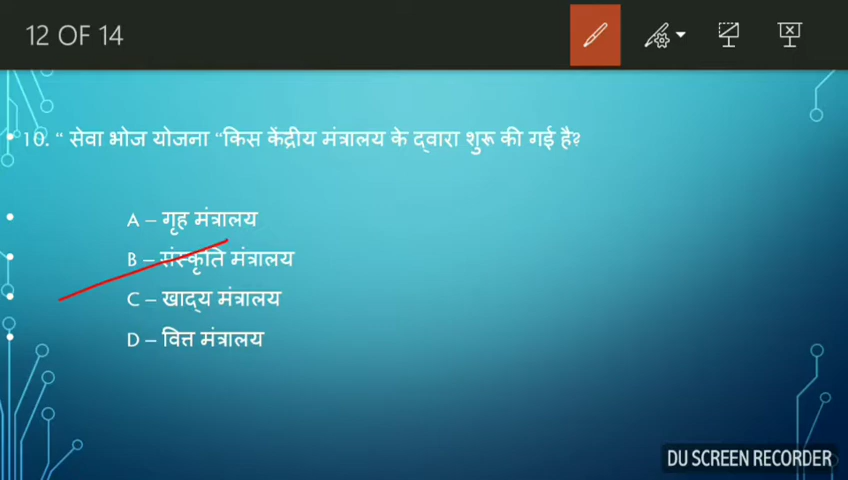 12 OF 14
10. “ सेवा भोज योजना “किस केंद्रीय मंत्रालय के द्वारा शुरू की गई है?
A – गृह मंत्रालय
B – संस्कृति मंत्रालय
C – खाद्य मंत्रालय
D – वित्त मंत्रालय
DU SCREEN RECORDER